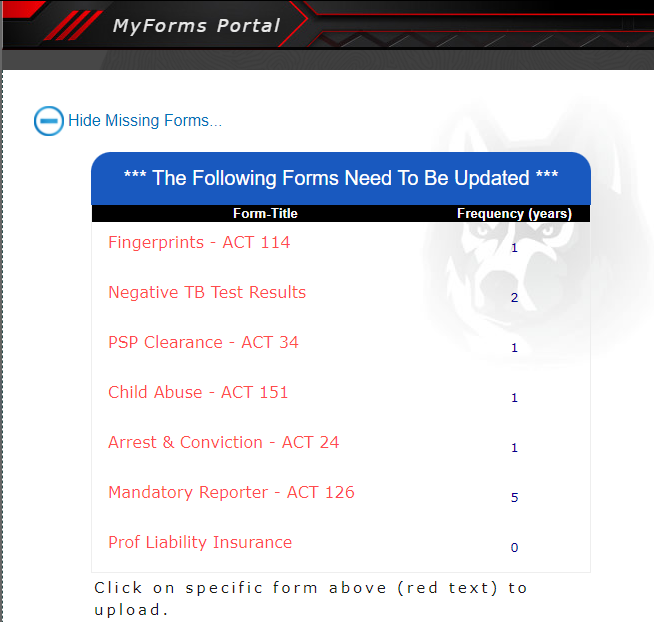 MyForms Portal
Hide Missing Forms...
*** The Following Forms Need To Be Updated ***
Form-Title Frequency (years)
Fingerprints - ACT 114 1
Negative TB Test Results 2
PSP Clearance - ACT 34 1
Child Abuse - ACT 151 1
Arrest & Conviction - ACT 24 1
Mandatory Reporter - ACT 126 5
Prof Liability Insurance 0
Click on specific form above (red text) to
upload.